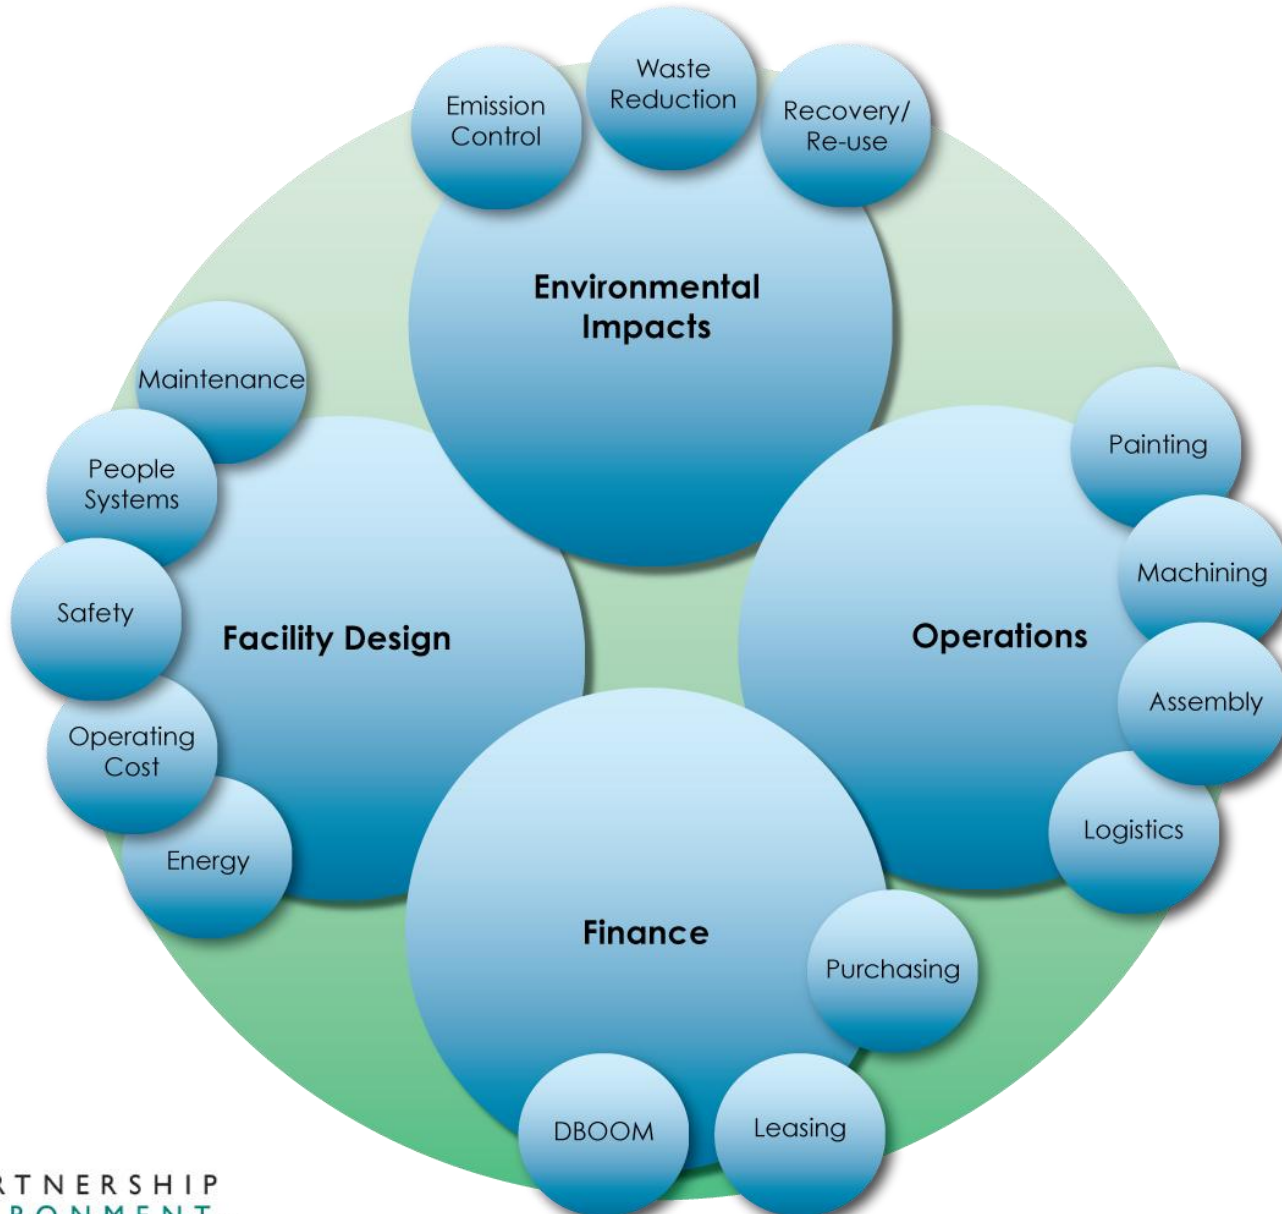 Waste
Reduction
Emission
Control
Recovery/
Re-use
Environmental
Impacts
Maintenance
People
Systems
Safety
Operating
Cost
Energy
Facility Design
Painting
Machining
Assembly
Logistics
Operations
Finance
Purchasing
DBOOM
Leasing
RTNERSHIP